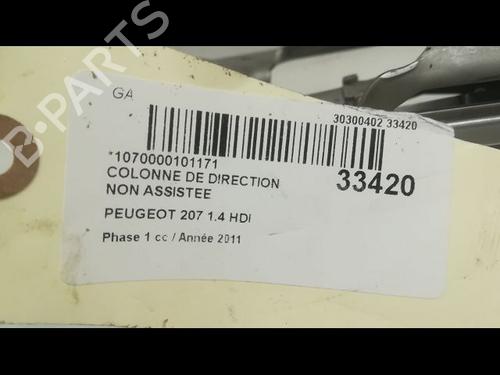 B-PARTS
GA
30300402 33420
*1070000101171
COLONNE DE DIRECTION
33420
NON ASSISTEE
PEUGEOT 207 1.4 HDI
Phase 1 cc / Année 2011